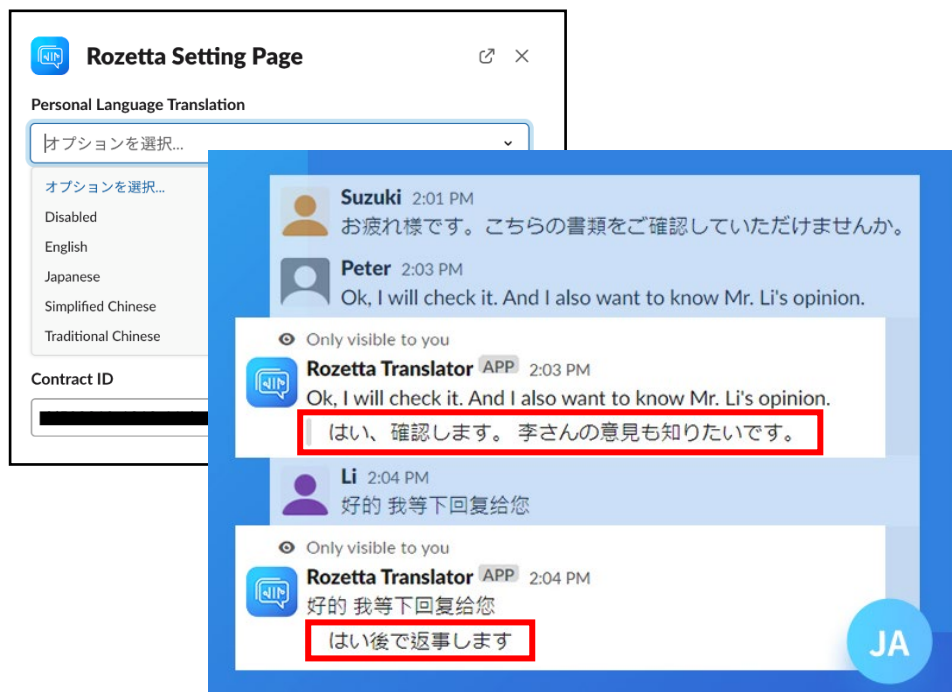 Rozetta Setting Page
Personal Language Translation
オプションを選択...
オプションを選択...
Disabled
English
Japanese
Simplified Chinese
Traditional Chinese
Contract ID
Suzuki 2:01 PM
お疲れ様です。こちらの書類をご確認していただけませんか。
Peter 2:03 PM
Ok, I will check it. And I also want to know Mr. Li's opinion.
Only visible to you
Rozetta Translator APP 2:03 PM
Ok, I will check it. And I also want to know Mr. Li's opinion.
はい、確認します。 李さんの意見も知りたいです。
Li 2:04 PM
好的 我等下回复给您
Only visible to you
Rozetta Translator APP 2:04 PM
好的 我等下回复给您
はい後で返事します
JA